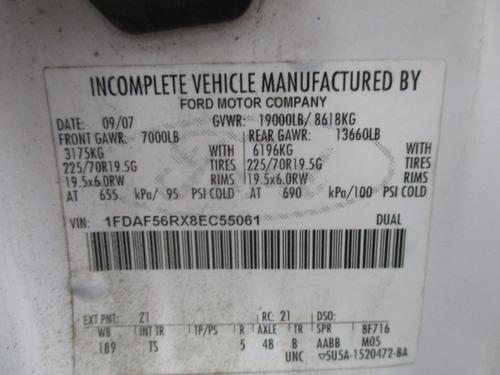 INCOMPLETE VEHICLE MANUFACTURED BY
FORD MOTOR COMPANY
DATE: 09/07 GVWR: 19000LB/ 8618KG
FRONT GAWR: 7000LB REAR GAWR: 13660LB
3175KG WITH 6196KG WITH
225/70R19.5G TIRES 225/70R19.5G TIRES
19.5x6.0RW RIMS 19.5x6.0RW RIMS
AT 655 kPa/ 95 PSI COLD AT 690 kPa/100 PSI COLD
VIN: 1FDAF56RX8EC55061 DUAL
EXT PNT: Z1 RC: 21 DSO:
WB INT TR TP/PS R AXLE TR SPR 8F716
189 TS 5 48 B AABB M05
UNC 5U5A-1520472-BA